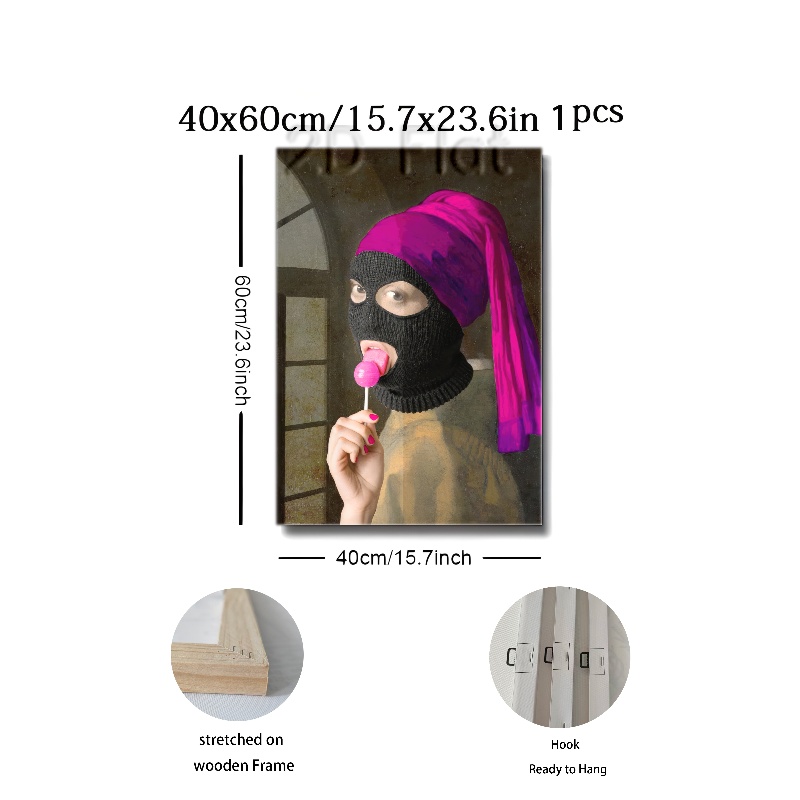 40x60cm/15.7x23.6in 1pcs
2D Flat
60cm/23.6inch
40cm/15.7inch
stretched on
wooden Frame
Hook
Ready to Hang